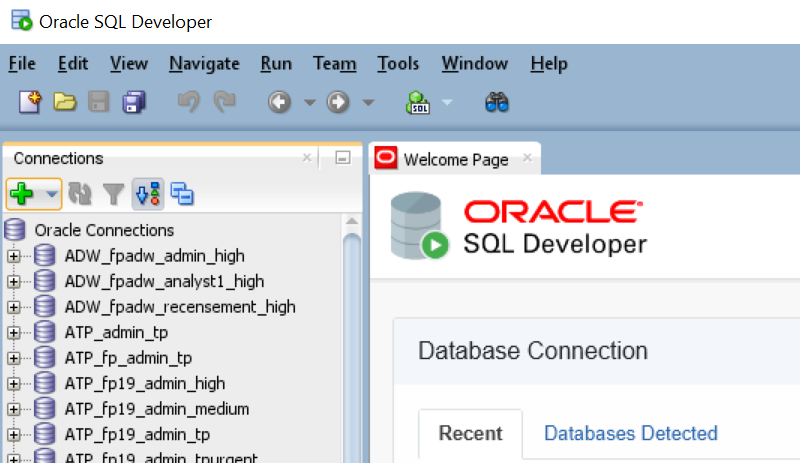 Oracle SQL Developer
File Edit View Navigate Run Team Tools Window Help
SQL
Connections
Welcome Page
Oracle Connections
ADW_fpadw_admin_high
ADW_fpadw_analyst1_high
ADW_fpadw_recensement_high
ATP_admin_tp
ATP_fp_admin_tp
ATP_fp19_admin_high
ATP_fp19_admin_medium
ATP_fp19_admin_tp
ATP_fp19_admin_tpurgent
ORACLE®
SQL Developer
Database Connection
Recent Databases Detected